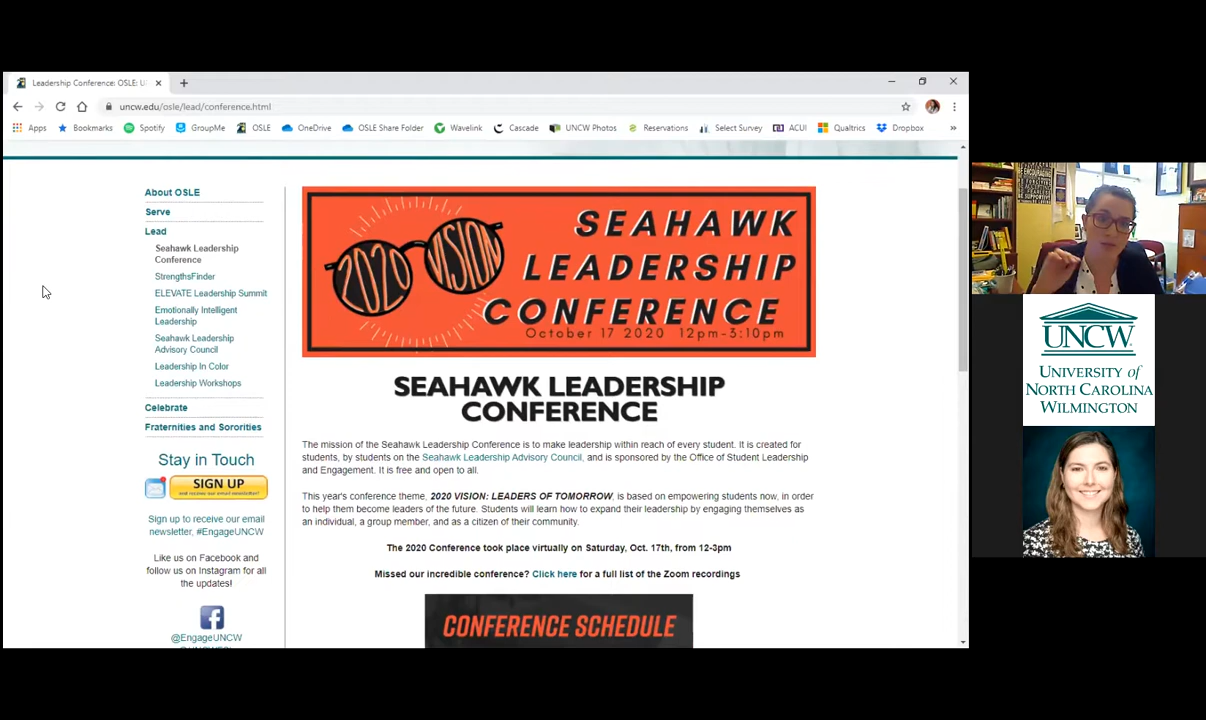 Leadership Conference: OSLE: U
uncw.edu/osle/lead/conference.html
Apps Bookmarks Spotify GroupMe OSLE OneDrive OSLE Share Folder Wavelink Cascade UNCW Photos Reservations Select Survey ACUI Qualtrics Dropbox »
About OSLE
Serve
Lead
Seahawk Leadership
Conference
StrengthsFinder
ELEVATE Leadership Summit
Emotionally Intelligent
Leadership
Seahawk Leadership
Advisory Council
Leadership In Color
Leadership Workshops
Celebrate
Fraternities and Sororities
Stay in Touch
SIGN UP
and receive our email newsletter!
Sign up to receive our email
newsletter, #EngageUNCW
Like us on Facebook and
follow us on Instagram for all
the updates!
@EngageUNCW
2020 VISION
SEAHAWK
LEADERSHIP
CONFERENCE
October 17 2020 12pm-3:10pm
SEAHAWK LEADERSHIP
CONFERENCE
The mission of the Seahawk Leadership Conference is to make leadership within reach of every student. It is created for
students, by students on the Seahawk Leadership Advisory Council, and is sponsored by the Office of Student Leadership
and Engagement. It is free and open to all.
This year's conference theme, 2020 VISION: LEADERS OF TOMORROW, is based on empowering students now, in order
to help them become leaders of the future. Students will learn how to expand their leadership by engaging themselves as
an individual, a group member, and as a citizen of their community.
The 2020 Conference took place virtually on Saturday, Oct. 17th, from 12-3pm
Missed our incredible conference? Click here for a full list of the Zoom recordings
CONFERENCE SCHEDULE
BE ENCOURAGING
BE SUPPORTIVE
UNCW
UNIVERSITY of
NORTH CAROLINA
WILMINGTON